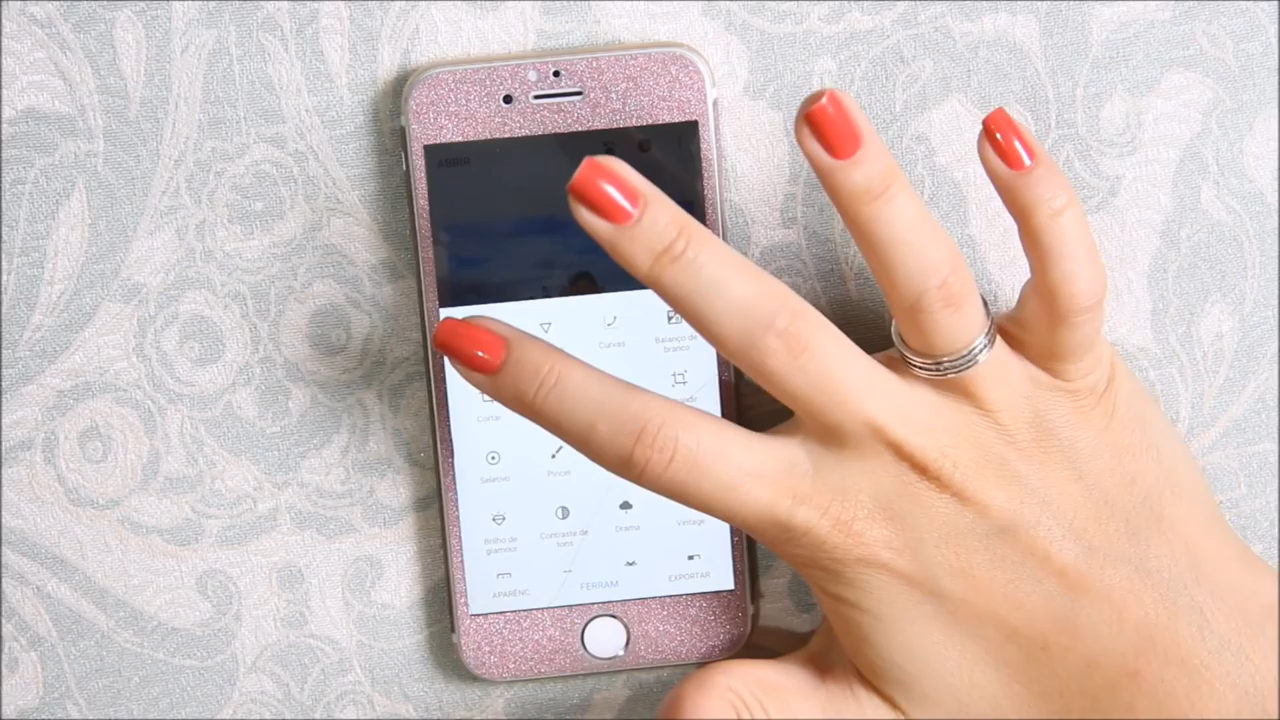 ABRIR
Curvas
Balanço de
branco
Cortar
Seletivo
Pincel
Brilho de
glamour
Contraste de
tons
Drama
Vintage
FERRAM
EXPORTAR
APARÊNC